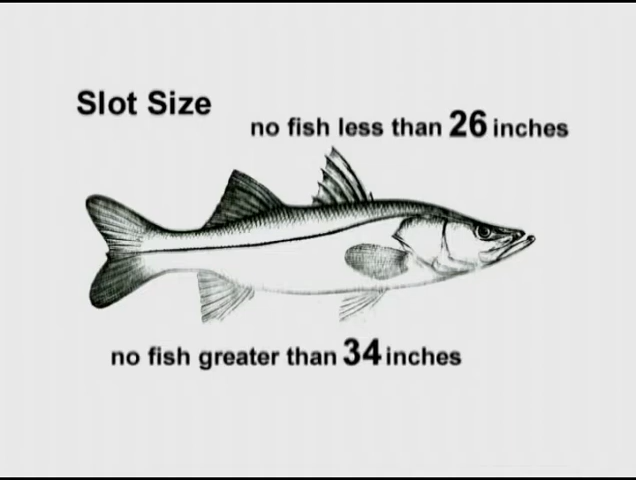 Slot Size
no fish less than 26 inches
no fish greater than 34 inches